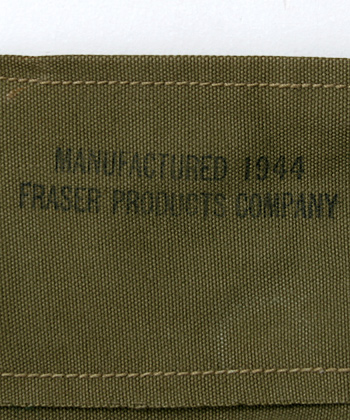 MANUFACTURED 1944
FRASER PRODUCTS COMPANY